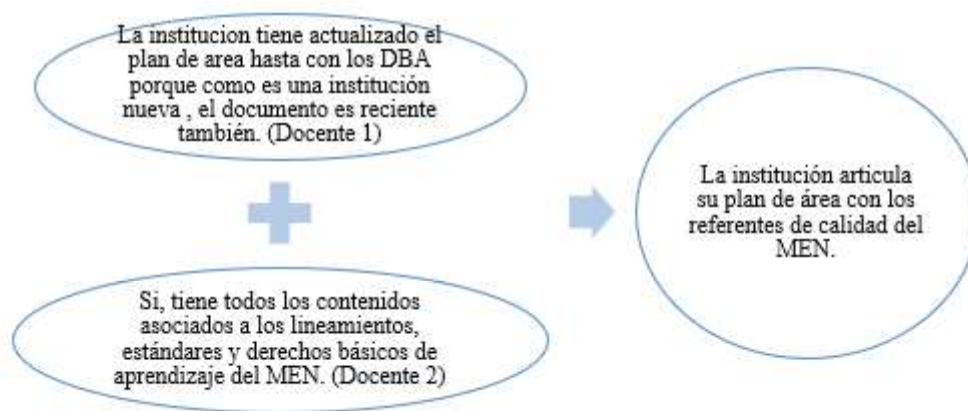 La institucion tiene actualizado el
plan de area hasta con los DBA
porque como es una institución
nueva , el documento es reciente
también. (Docente 1)
Si, tiene todos los contenidos
asociados a los lineamientos,
estándares y derechos básicos de
aprendizaje del MEN. (Docente 2)
La institución articula
su plan de área con los
referentes de calidad del
MEN.